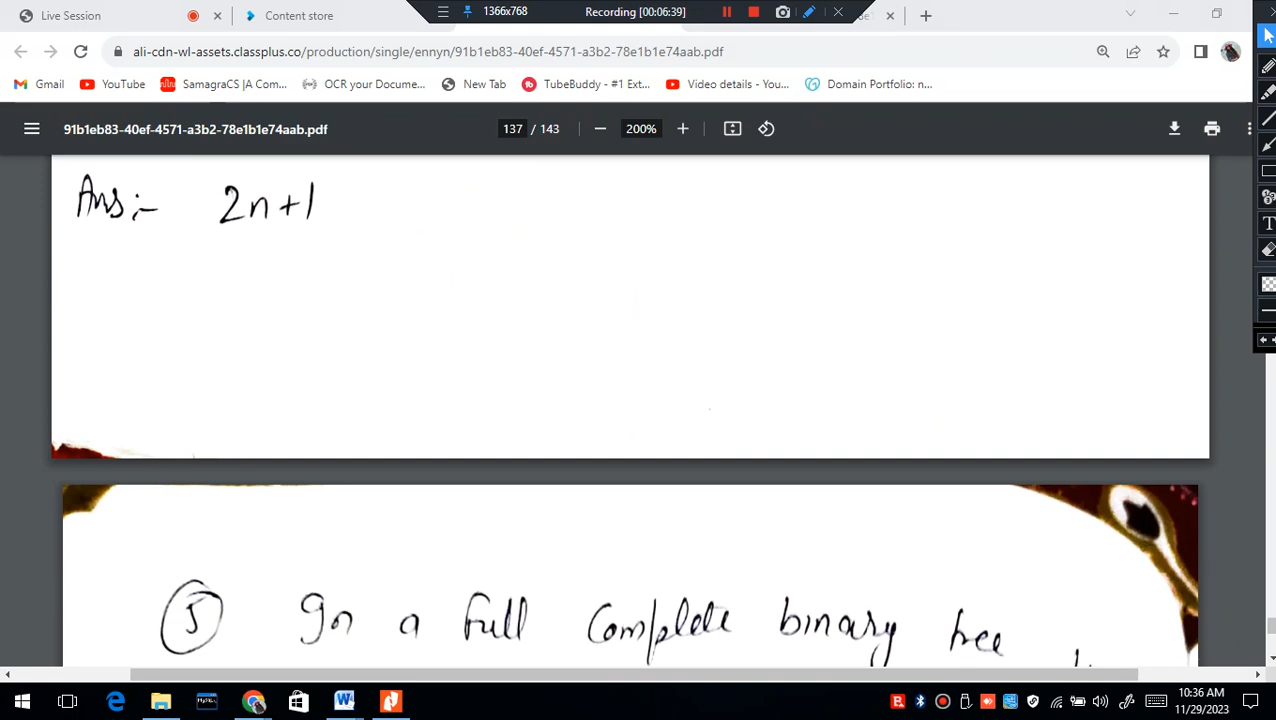 Live Session
Content store
1366x768
Recording [00:06:39]
ali-cdn-wl-assets.classplus.co/production/single/ennyn/91b1eb83-40ef-4571-a3b2-78e1b1e74aab.pdf
Gmail
YouTube
SamagraCS |A Com...
OCR your Docume...
New Tab
TubeBuddy - #1 Ext...
Video details - You...
Domain Portfolio: n...
91b1eb83-40ef-4571-a3b2-78e1b1e74aab.pdf
137 / 143
200%
Ans:- 2n+1
5 In a full complete binary tree
10:36 AM
11/29/2023